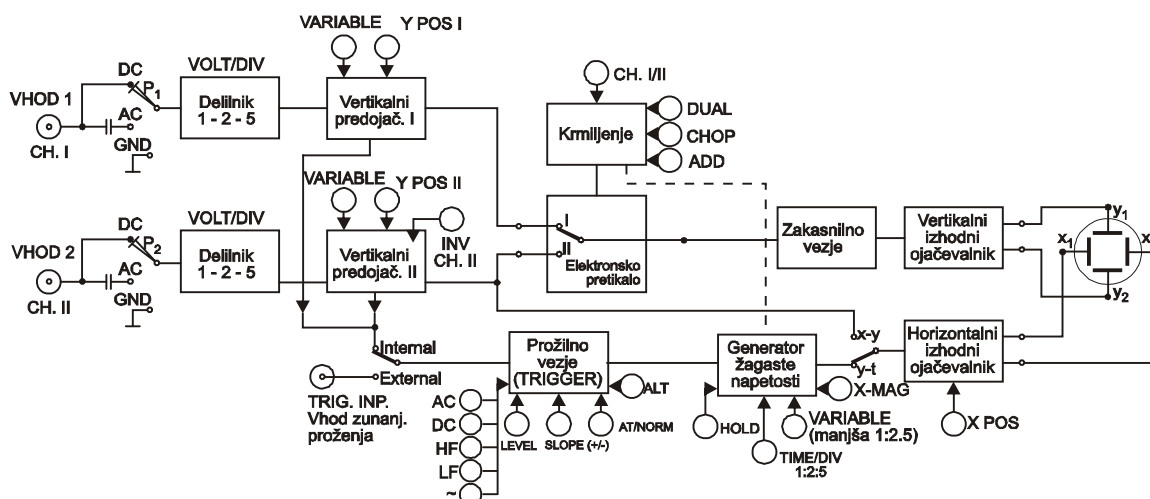 VARIABLE
Y POS I
DC
P1
VHOD 1
AC
GND
CH. I
VOLT/DIV
Delilnik
1 - 2 - 5
Vertikalni
predojač. I
CH. I/II
Krmiljenje
DUAL
CHOP
ADD
VARIABLE
Y POS II
DC
P2
VHOD 2
AC
GND
CH. II
VOLT/DIV
Delilnik
1 - 2 - 5
Vertikalni
predojač. II
INV
CH. II
I
II
Elektronsko
pretikalo
Zakasnilno
vezje
Vertikalni
izhodni
ojačevalnik
y1
x1
x
y2
Internal
External
TRIG. INP.
Vhod zunanj.
proženja
Prožilno
vezje
(TRIGGER)
AC
DC
HF
LF
~
LEVEL
SLOPE (+/-)
AT/NORM
ALT
Generator
žagaste
napetosti
x-y
y-t
X-MAG
HOLD
TIME/DIV
1:2:5
VARIABLE
(manjša 1:2.5)
Horizontalni
izhodni
ojačevalnik
X POS